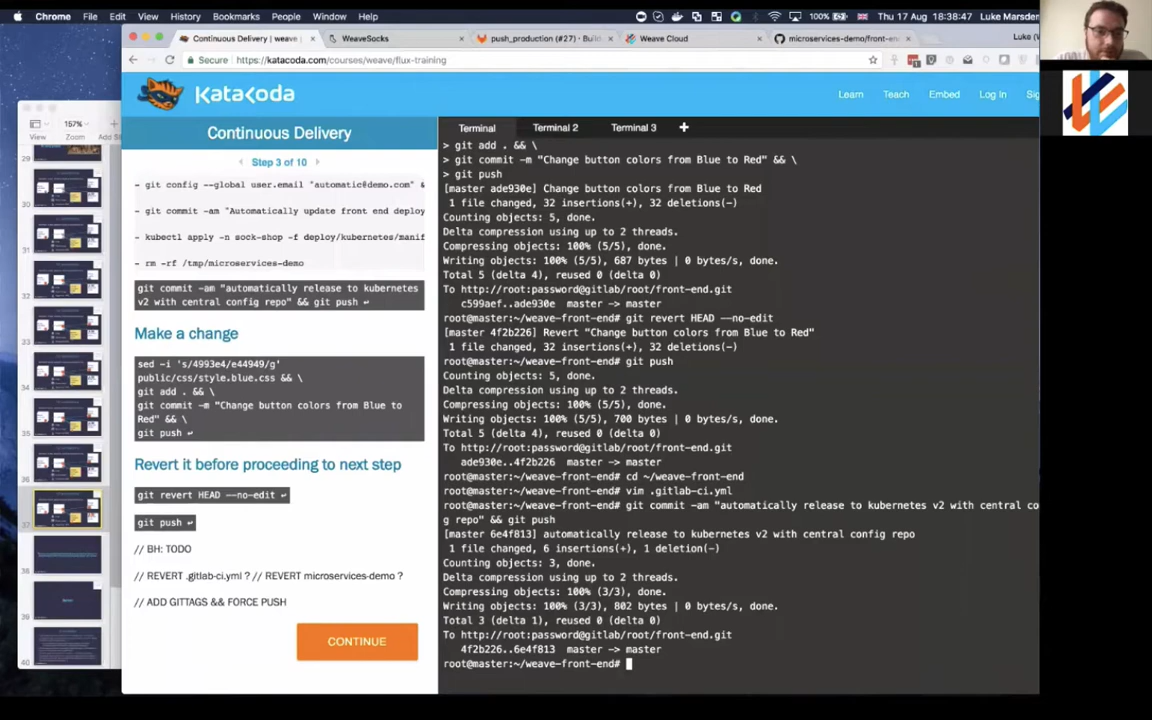 Chrome File Edit View History Bookmarks People Window Help
100% Thu 17 Aug 18:38:47 Luke Marsden
Continuous Delivery | weave
WeaveSocks
push_production (#27) · Build
Weave Cloud
microservices-demo/front-en
Luke (V
Secure https://katacoda.com/courses/weave/flux-training
157%
View Zoom Add Sl
29
30
31
32
33
34
35
36
37
38
39
40
KataKoda
Learn Teach Embed Log In Sig
Continuous Delivery
Step 3 of 10
- git config --global user.email "automatic@demo.com" &
- git commit -am "Automatically update front end deploy
- kubectl apply -n sock-shop -f deploy/kubernetes/manif
- rm -rf /tmp/microservices-demo
git commit -am "automatically release to kubernetes
v2 with central config repo" && git push ↵
Make a change
sed -i 's/4993e4/e44949/g'
public/css/style.blue.css && \
git add . && \
git commit -m "Change button colors from Blue to
Red" && \
git push ↵
Revert it before proceeding to next step
git revert HEAD --no-edit ↵
git push ↵
// BH: TODO
// REVERT .gitlab-ci.yml ? // REVERT microservices-demo ?
// ADD GITTAGS && FORCE PUSH
CONTINUE
Terminal Terminal 2 Terminal 3 +
> git add . && \
> git commit -m "Change button colors from Blue to Red" && \
> git push
[master ade930e] Change button colors from Blue to Red
1 file changed, 32 insertions(+), 32 deletions(-)
Counting objects: 5, done.
Delta compression using up to 2 threads.
Compressing objects: 100% (5/5), done.
Writing objects: 100% (5/5), 687 bytes | 0 bytes/s, done.
Total 5 (delta 4), reused 0 (delta 0)
To http://root:password@gitlab/root/front-end.git
c599aef..ade930e master -> master
root@master:~/weave-front-end# git revert HEAD --no-edit
[master 4f2b226] Revert "Change button colors from Blue to Red"
1 file changed, 32 insertions(+), 32 deletions(-)
root@master:~/weave-front-end# git push
Counting objects: 5, done.
Delta compression using up to 2 threads.
Compressing objects: 100% (5/5), done.
Writing objects: 100% (5/5), 700 bytes | 0 bytes/s, done.
Total 5 (delta 4), reused 0 (delta 0)
To http://root:password@gitlab/root/front-end.git
ade930e..4f2b226 master -> master
root@master:~/weave-front-end# cd ~/weave-front-end
root@master:~/weave-front-end# vim .gitlab-ci.yml
root@master:~/weave-front-end# git commit -am "automatically release to kubernetes v2 with central co
g repo" && git push
[master 6e4f813] automatically release to kubernetes v2 with central config repo
1 file changed, 6 insertions(+), 1 deletion(-)
Counting objects: 3, done.
Delta compression using up to 2 threads.
Compressing objects: 100% (3/3), done.
Writing objects: 100% (3/3), 802 bytes | 0 bytes/s, done.
Total 3 (delta 1), reused 0 (delta 0)
To http://root:password@gitlab/root/front-end.git
4f2b226..6e4f813 master -> master
root@master:~/weave-front-end#